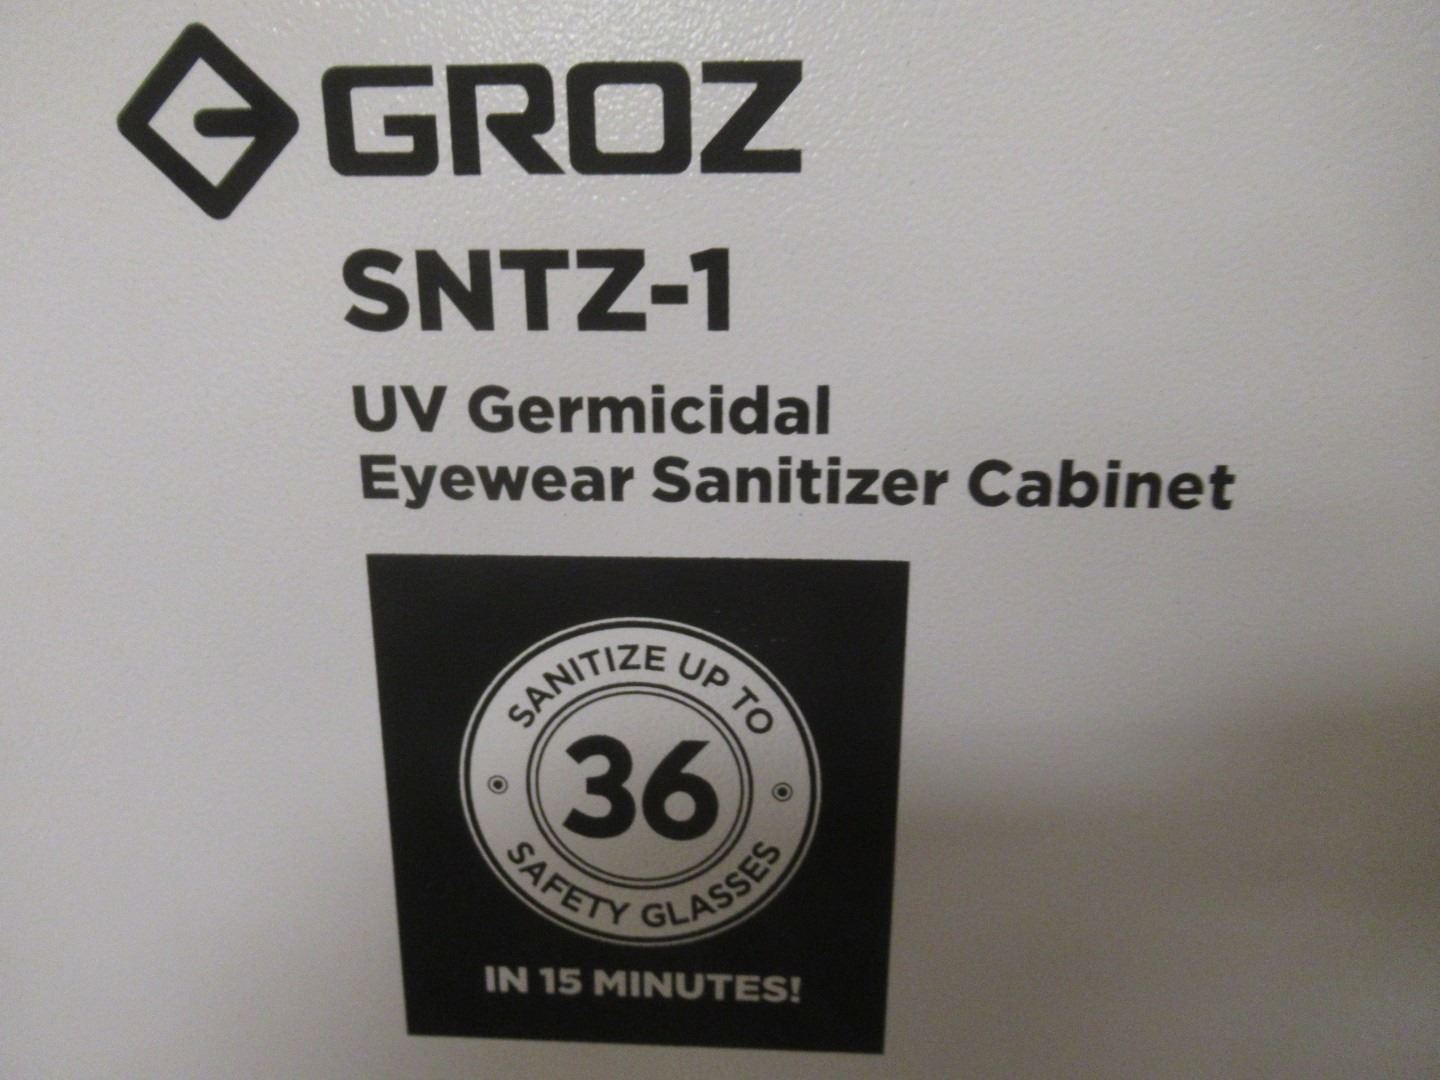 GROZ
SNTZ-1
UV Germicidal
Eyewear Sanitizer Cabinet
SANITIZE UP TO
36
SAFETY GLASSES
IN 15 MINUTES!